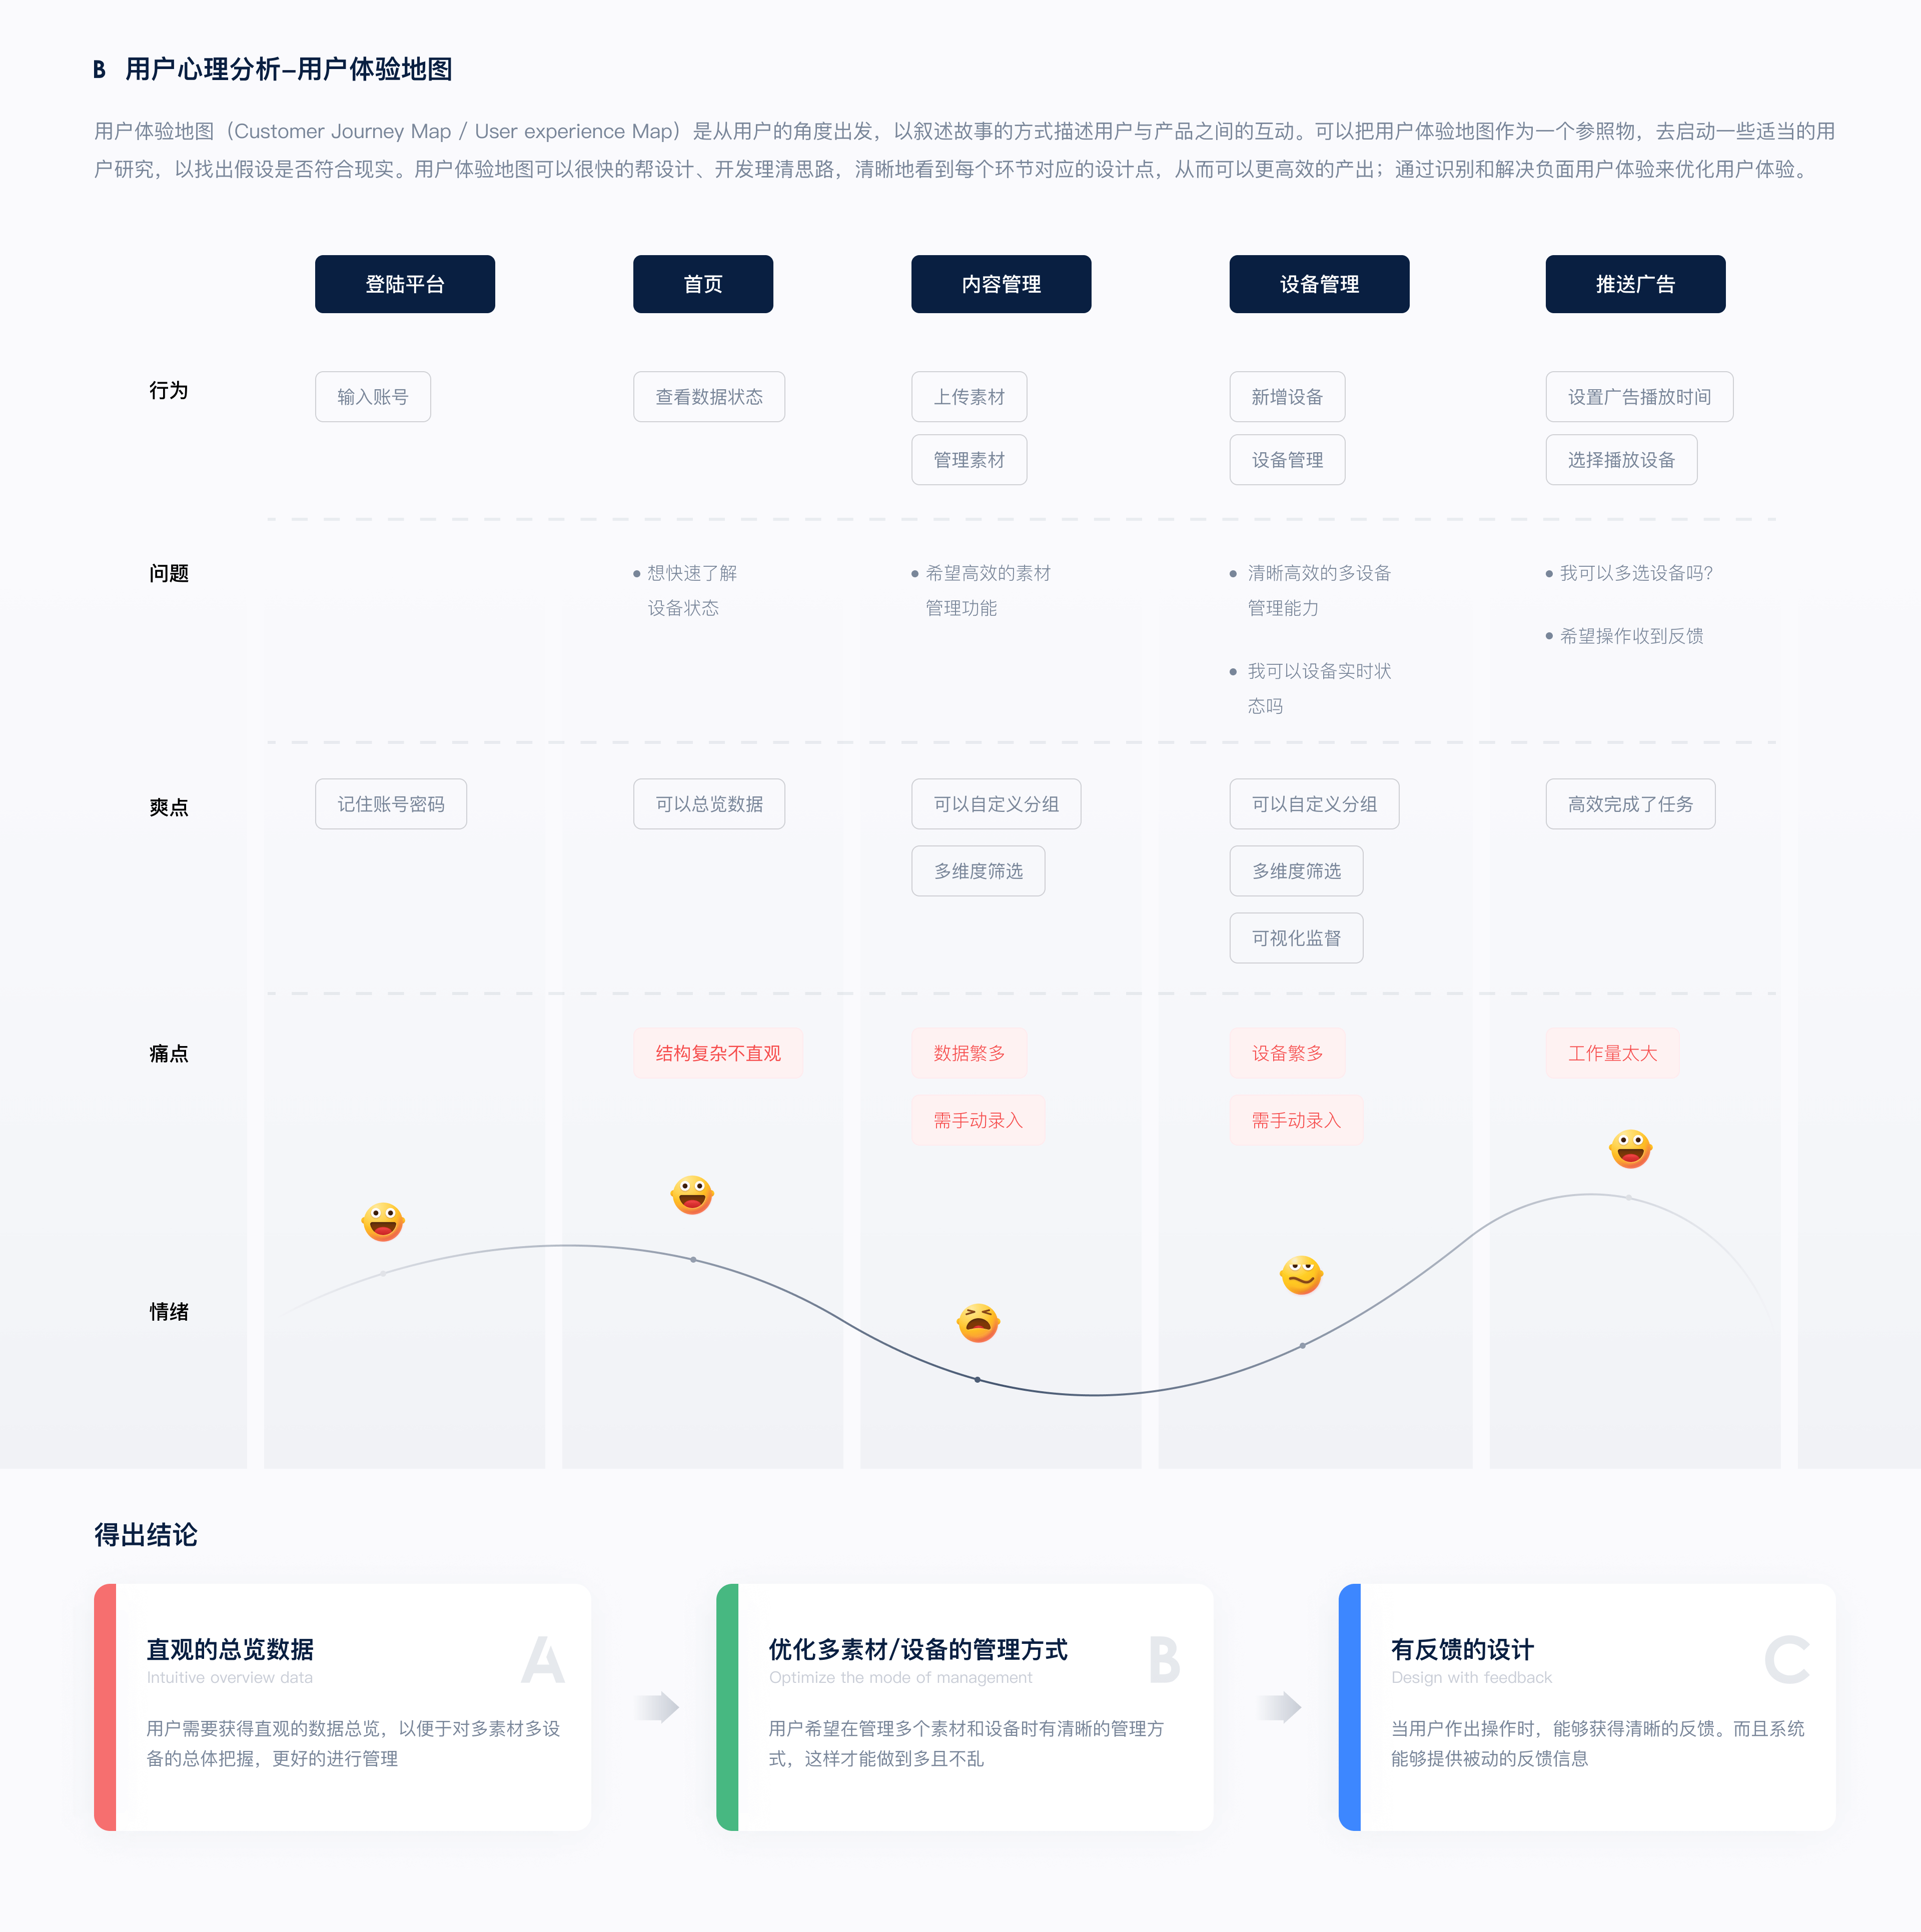 B 用户心理分析–用户体验地图
用户体验地图（Customer Journey Map / User experience Map）是从用户的角度出发，以叙述故事的方式描述用户与产品之间的互动。可以把用户体验地图作为一个参照物，去启动一些适当的用
户研究，以找出假设是否符合现实。用户体验地图可以很快的帮设计、开发理清思路，清晰地看到每个环节对应的设计点，从而可以更高效的产出；通过识别和解决负面用户体验来优化用户体验。
登陆平台
首页
内容管理
设备管理
推送广告
行为
输入账号
查看数据状态
上传素材
新增设备
设置广告播放时间
管理素材
设备管理
选择播放设备
问题
想快速了解
设备状态
希望高效的素材
管理功能
清晰高效的多设备
管理能力
我可以设备实时状
态吗
我可以多选设备吗?
希望操作收到反馈
爽点
记住账号密码
可以总览数据
可以自定义分组
可以自定义分组
高效完成了任务
多维度筛选
多维度筛选
可视化监督
痛点
结构复杂不直观
数据繁多
设备繁多
工作量太大
需手动录入
需手动录入
情绪
得出结论
直观的总览数据
Intuitive overview data
A
用户需要获得直观的数据总览，以便于对多素材多设
备的总体把握，更好的进行管理
优化多素材/设备的管理方式
Optimize the mode of management
B
用户希望在管理多个素材和设备时有清晰的管理方
式，这样才能做到多且不乱
有反馈的设计
Design with feedback
C
当用户作出操作时，能够获得清晰的反馈。而且系统
能够提供被动的反馈信息